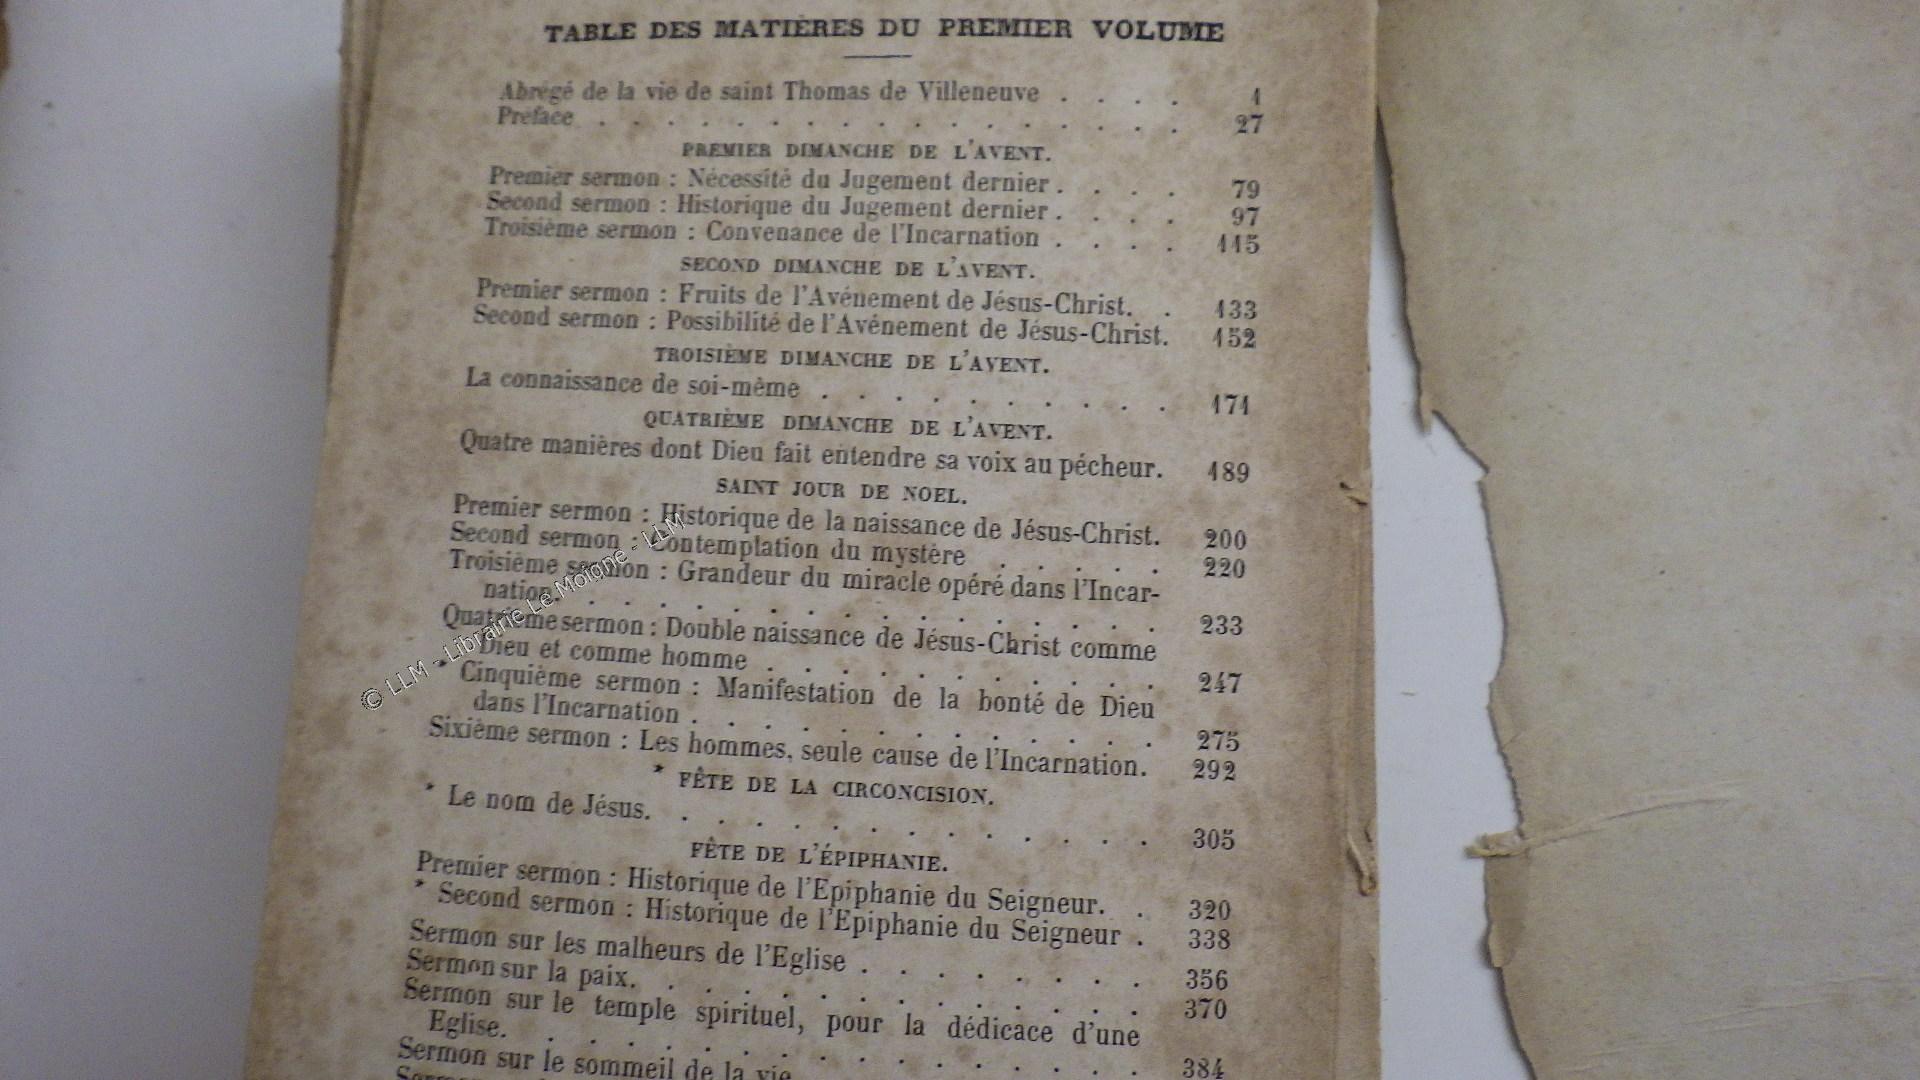 TABLE DES MATIÈRES DU PREMIER VOLUME
Abrégé de la vie de saint Thomas de Villeneuve . . . . 1
Préface . . . . . . . . . . . . . . . . . 27
PREMIER DIMANCHE DE L'AVENT.
Premier sermon : Nécessité du Jugement dernier . . . . 79
Second sermon : Historique du Jugement dernier . . . . 97
Troisième sermon : Convenance de l'Incarnation . . . . 115
SECOND DIMANCHE DE L'AVENT.
Premier sermon : Fruits de l'Avénement de Jésus-Christ. . 133
Second sermon : Possibilité de l'Avénement de Jésus-Christ. 152
TROISIÈME DIMANCHE DE L'AVENT.
La connaissance de soi-même . . . . . . . . . . 171
QUATRIÈME DIMANCHE DE L'AVENT.
Quatre manières dont Dieu fait entendre sa voix au pécheur. 189
SAINT JOUR DE NOEL.
Premier sermon : Historique de la naissance de Jésus-Christ. 200
Second sermon : Contemplation du mystère . . . . . 220
Troisième sermon : Grandeur du miracle opéré dans l'Incar-
nation. . . . . . . . . . . . . . . . . 233
Quatrième sermon : Double naissance de Jésus-Christ comme
Dieu et comme homme . . . . . . . . . . . 247
* Cinquième sermon : Manifestation de la bonté de Dieu
dans l'Incarnation . . . . . . . . . . . . . 275
Sixième sermon : Les hommes, seule cause de l'Incarnation. 292
* FÊTE DE LA CIRCONCISION.
* Le nom de Jésus. . . . . . . . . . . . . . 305
FÊTE DE L'ÉPIPHANIE.
Premier sermon : Historique de l'Epiphanie du Seigneur. . 320
* Second sermon : Historique de l'Epiphanie du Seigneur . 338
Sermon sur les malheurs de l'Eglise . . . . . . . . 356
Sermon sur la paix. . . . . . . . . . . . . . 370
Sermon sur le temple spirituel, pour la dédicace d'une
Eglise. . . . . . . . . . . . . . . . . 384
Sermon sur le sommeil de la vie
© LLM - Librairie Le Moigne - LLM